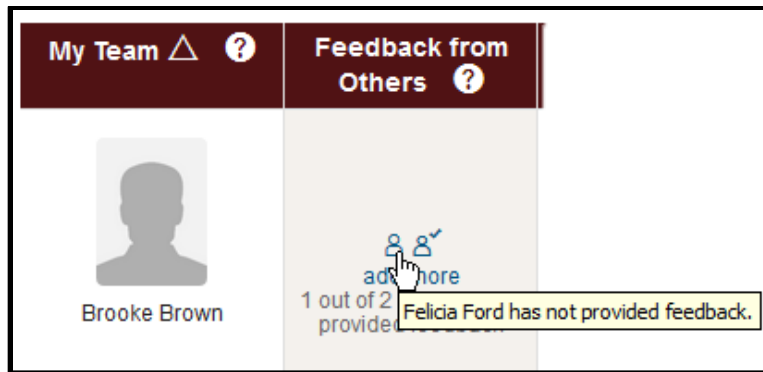 My Team △ ?
Feedback from
Others ?
Brooke Brown
add more
1 out of 2
provided feedback
Felicia Ford has not provided feedback.